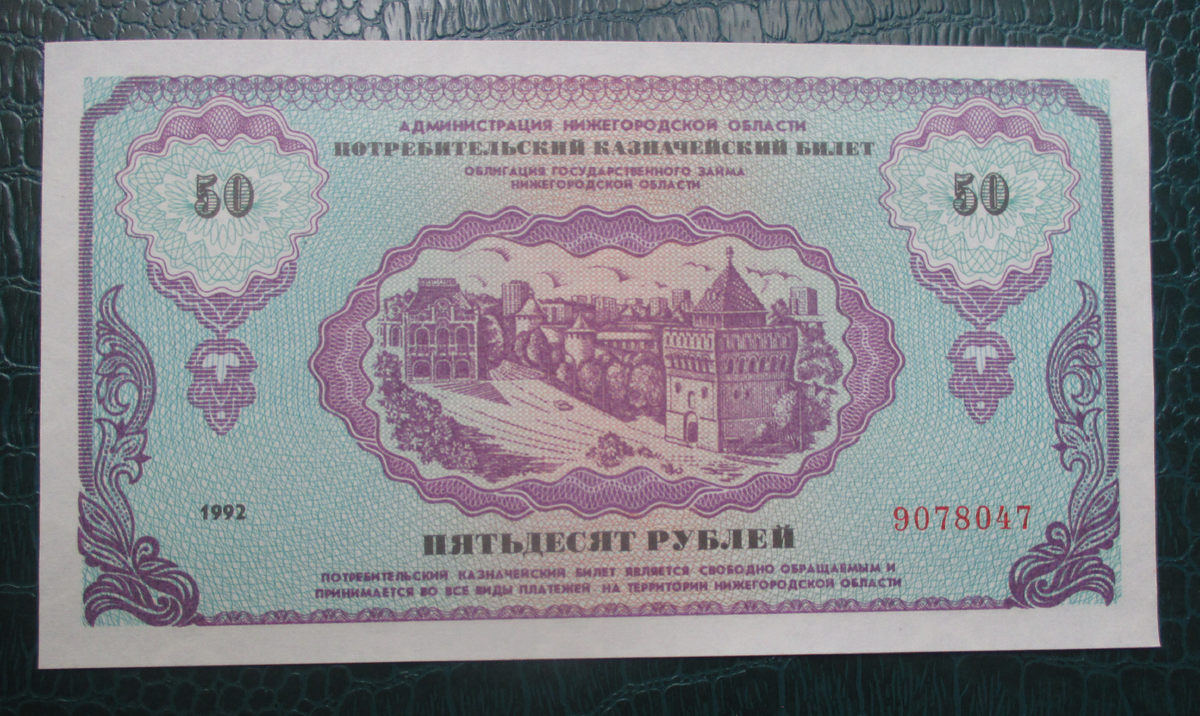 АДМИНИСТРАЦИЯ НИЖЕГОРОДСКОЙ ОБЛАСТИ
ПОТРЕБИТЕЛЬСКИЙ КАЗНАЧЕЙСКИЙ БИЛЕТ
ОБЛИГАЦИЯ ГОСУДАРСТВЕННОГО ЗАЙМА
НИЖЕГОРОДСКОЙ ОБЛАСТИ
50
50
1992
9078047
ПЯТЬДЕСЯТ РУБЛЕЙ
ПОТРЕБИТЕЛЬСКИЙ КАЗНАЧЕЙСКИЙ БИЛЕТ ЯВЛЯЕТСЯ СВОБОДНО ОБРАЩАЕМЫМ И
ПРИНИМАЕТСЯ ВО ВСЕ ВИДЫ ПЛАТЕЖЕЙ НА ТЕРРИТОРИИ НИЖЕГОРОДСКОЙ ОБЛАСТИ